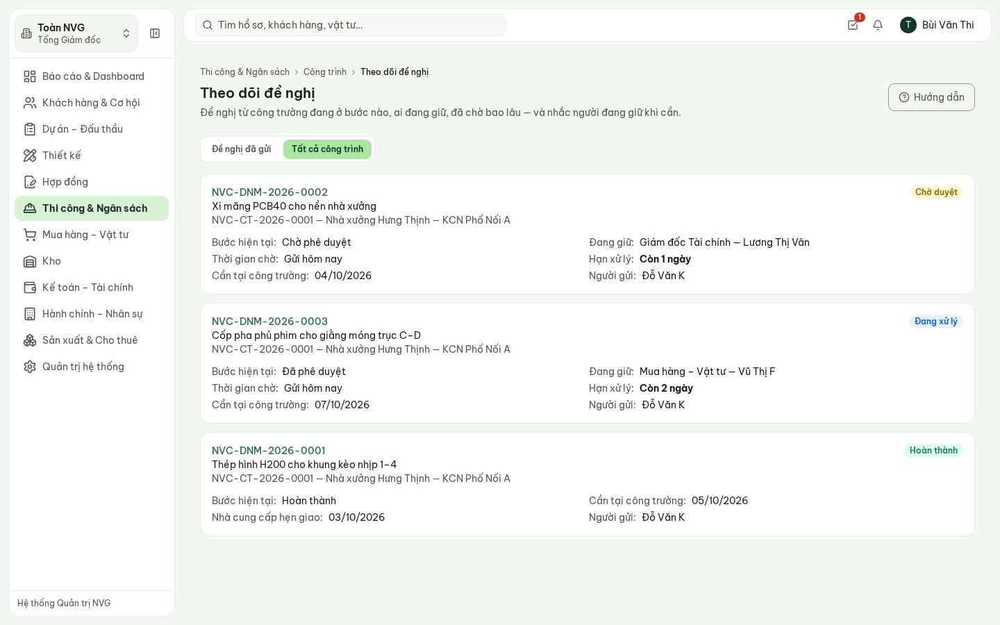 Toàn NVG
Tổng Giám đốc
Tìm hồ sơ, khách hàng, vật tư...
1
T
Bùi Văn Thi
Báo cáo & Dashboard
Khách hàng & Cơ hội
Dự án – Đấu thầu
Thiết kế
Hợp đồng
Thi công & Ngân sách
Mua hàng – Vật tư
Kho
Kế toán – Tài chính
Hành chính – Nhân sự
Sản xuất & Cho thuê
Quản trị hệ thống
Hệ thống Quản trị NVG
Thi công & Ngân sách > Công trình > Theo dõi đề nghị
Theo dõi đề nghị
Hướng dẫn
Đề nghị từ công trường đang ở bước nào, ai đang giữ, đã chờ bao lâu — và nhắc người đang giữ khi cần.
Đề nghị đã gửi
Tất cả công trình
NVC-DNM-2026-0002
Chờ duyệt
Xi măng PCB40 cho nền nhà xưởng
NVC-CT-2026-0001 — Nhà xưởng Hưng Thịnh — KCN Phố Nối A
Bước hiện tại: Chờ phê duyệt
Đang giữ: Giám đốc Tài chính — Lương Thị Vân
Thời gian chờ: Gửi hôm nay
Hạn xử lý: Còn 1 ngày
Cần tại công trường: 04/10/2026
Người gửi: Đỗ Văn K
NVC-DNM-2026-0003
Đang xử lý
Cốp pha phủ phim cho giằng móng trục C–D
NVC-CT-2026-0001 — Nhà xưởng Hưng Thịnh — KCN Phố Nối A
Bước hiện tại: Đã phê duyệt
Đang giữ: Mua hàng – Vật tư — Vũ Thị F
Thời gian chờ: Gửi hôm nay
Hạn xử lý: Còn 2 ngày
Cần tại công trường: 07/10/2026
Người gửi: Đỗ Văn K
NVC-DNM-2026-0001
Hoàn thành
Thép hình H200 cho khung kèo nhịp 1–4
NVC-CT-2026-0001 — Nhà xưởng Hưng Thịnh — KCN Phố Nối A
Bước hiện tại: Hoàn thành
Cần tại công trường: 05/10/2026
Nhà cung cấp hẹn giao: 03/10/2026
Người gửi: Đỗ Văn K